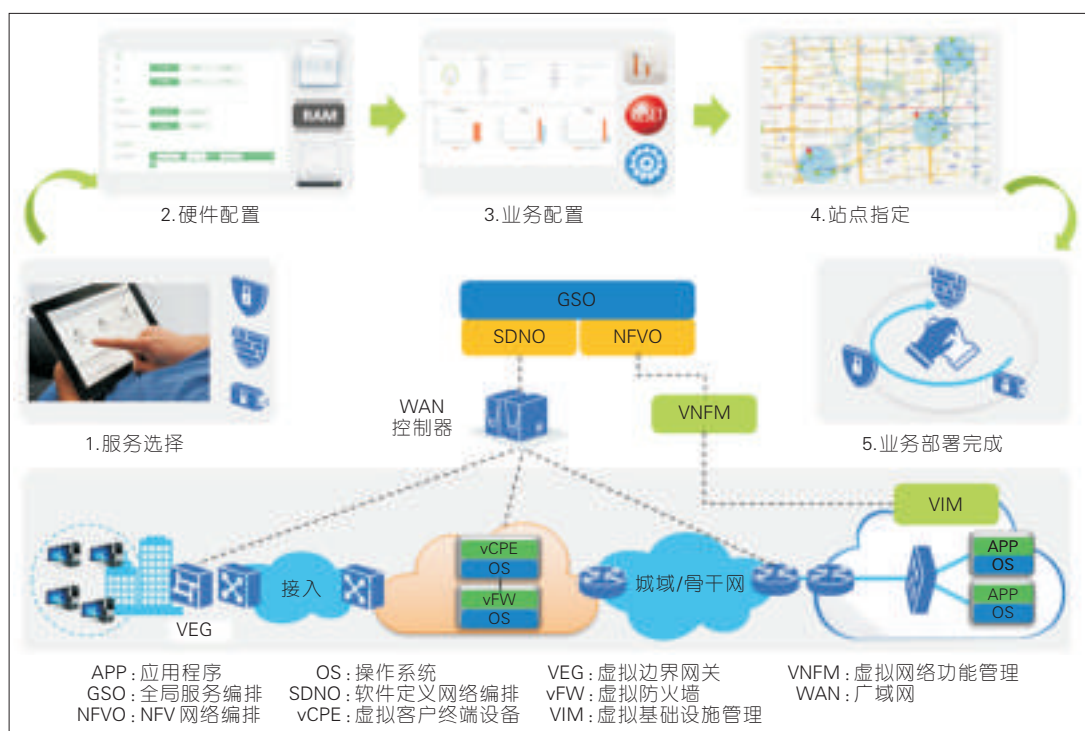 RAM
RESET
2.硬件配置
3.业务配置
4.站点指定
GSO
SDNO
NFVO
WAN
控制器
VNFM
1.服务选择
5.业务部署完成
VIM
vCPE
OS
vFW
OS
APP
OS
APP
OS
接入
城域/骨干网
VEG
APP:应用程序
GSO:全局服务编排
NFVO:NFV网络编排
OS:操作系统
SDNO:软件定义网络编排
vCPE:虚拟客户终端设备
VEG:虚拟边界网关
vFW:虚拟防火墙
VIM:虚拟基础设施管理
VNFM:虚拟网络功能管理
WAN:广域网